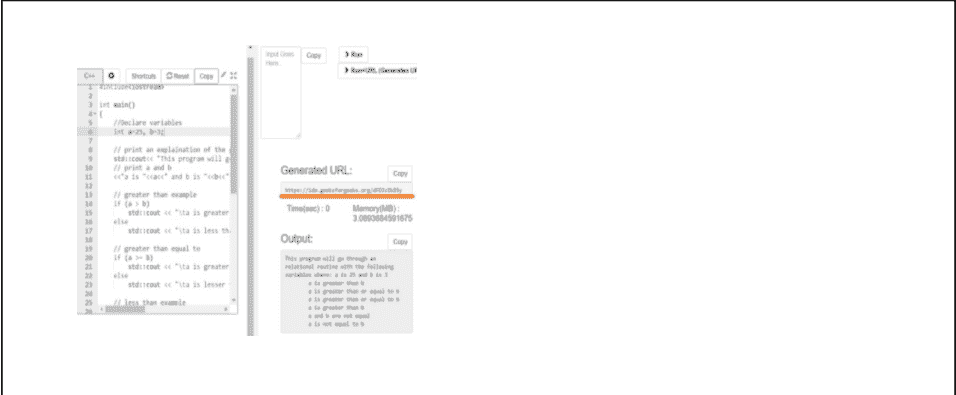 C++ Shortcuts Reset Copy
1 #include<iostream>
2
3 int main()
4 {
5 //Declare variables
6 int a=25, b=3;
7
8 // print an explaination of the
9 std::cout<< "This program will g
10 // print a and b
11 <<"a is "<<a<<" and b is "<<b<<"
12
13 // greater than example
14 if (a > b)
15 std::cout << "\ta is greater
16 else
17 std::cout << "\ta is less th
18
19 // greater than equal to
20 if (a >= b)
21 std::cout << "\ta is greater
22 else
23 std::cout << "\ta is lesser
24
25 // less than example
26
Input Goes Here.. Copy
Run
Run+URL (Generates U
Generated URL: Copy
Time(sec) : 0 Memory(MB) :
3.0893684591675
Output: Copy
This program will go through an
relational routine with the following
variables where: a is 25 and b is 3
a is greater than b
a is greater than or equal to b
a is greater than or equal to b
a is greater than b
a and b are not equal
a is not equal to b